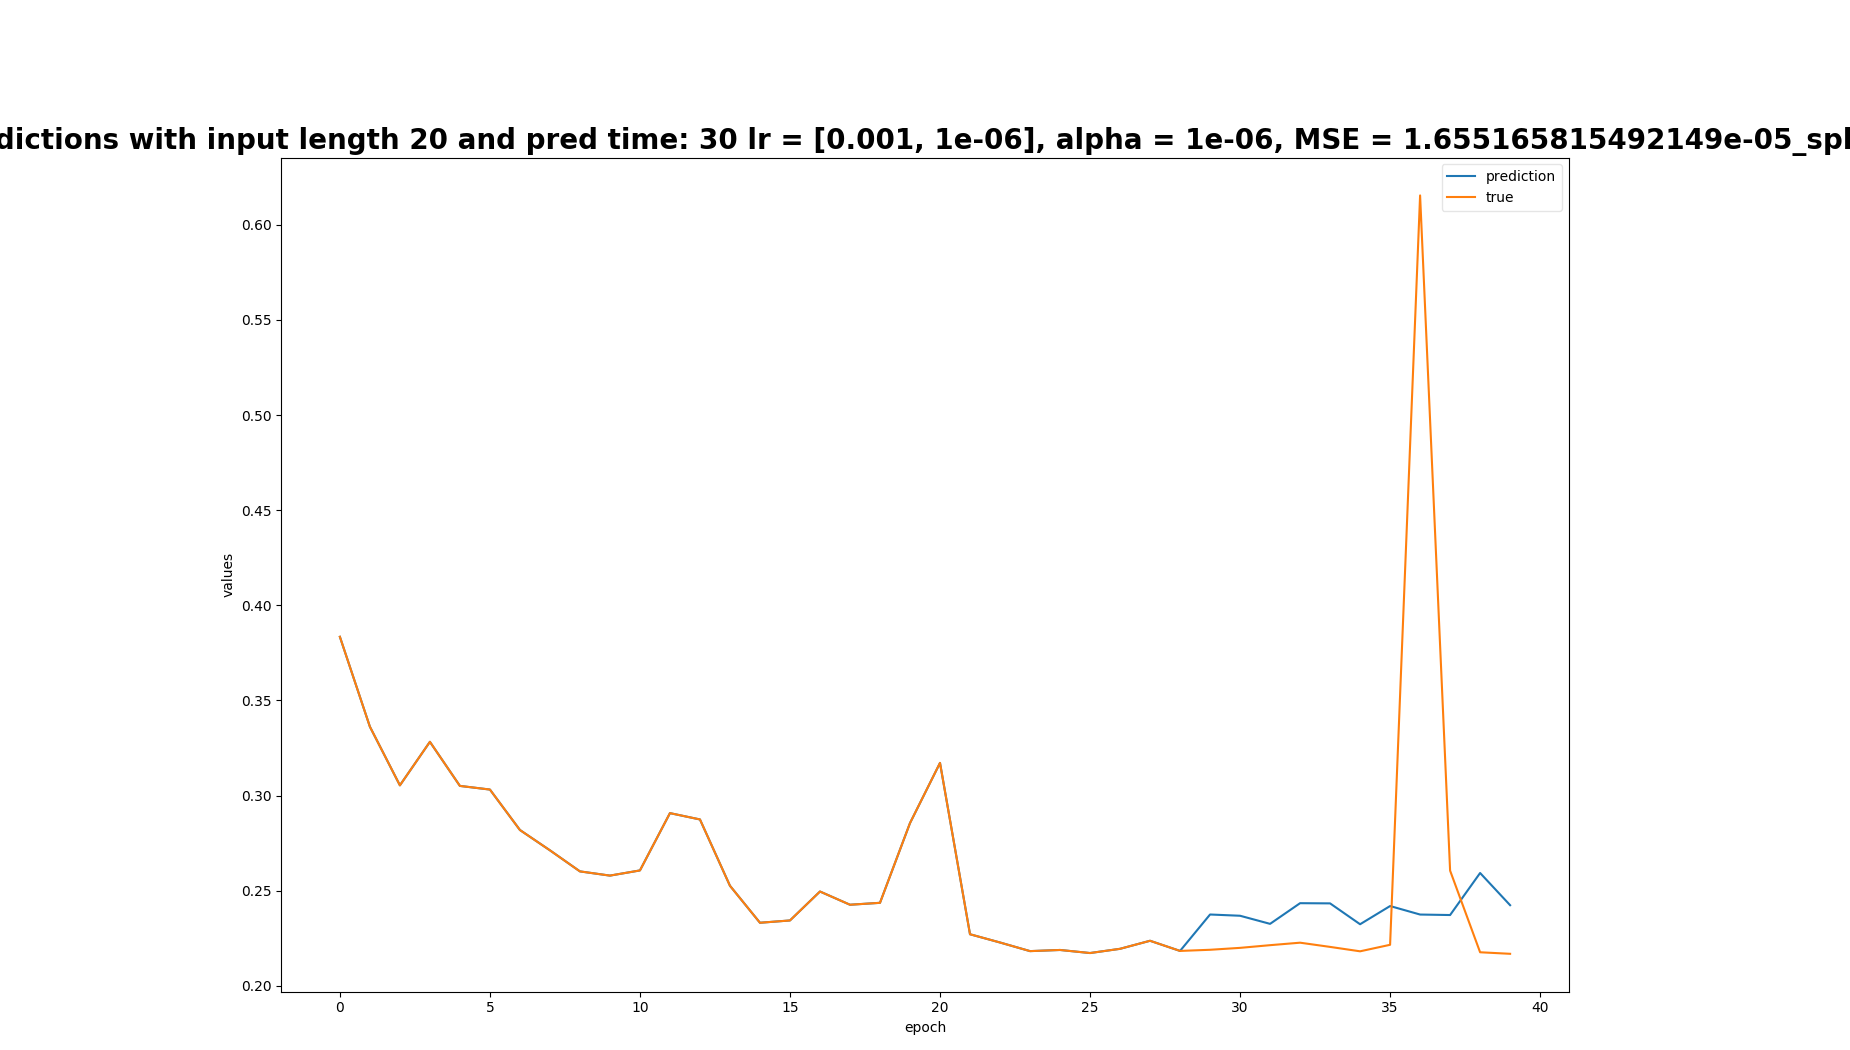 dictions with input length 20 and pred time: 30 lr = [0.001, 1e-06], alpha = 1e-06, MSE = 1.655165815492149e-05_spl
prediction
true
0.60
0.55
0.50
0.45
0.40
0.35
0.30
0.25
0.20
values
0 5 10 15 20 25 30 35 40
epoch